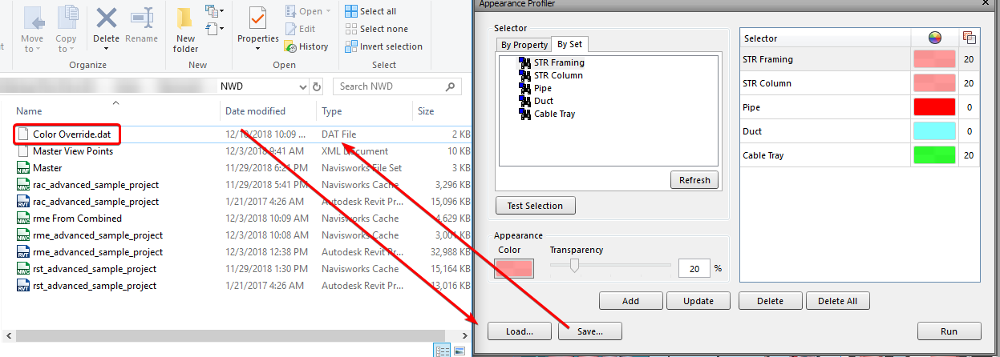 Move
to
Copy
to
Delete
Rename
New
folder
Properties
Open
Edit
History
Select all
Select none
Invert selection
Organize
New
Open
Select
NWD
Search NWD
Name
Date modified
Type
Size
Color Override.dat
12/10/2018 10:09 ...
DAT File
2 KB
Master View Points
12/3/2018 9:41 AM
XML Document
10 KB
Master
11/29/2018 6:21 PM
Navisworks File Set
3 KB
rac_advanced_sample_project
11/29/2018 5:41 PM
Navisworks Cache
3,296 KB
rac_advanced_sample_project
1/21/2017 4:26 AM
Autodesk Revit Pr...
15,096 KB
rme From Combined
12/3/2018 10:09 AM
Navisworks Cache
4,629 KB
rme_advanced_sample_project
12/3/2018 10:08 AM
Navisworks Cache
3,001 KB
rme_advanced_sample_project
12/3/2018 12:38 PM
Autodesk Revit Pr...
32,988 KB
rst_advanced_sample_project
11/29/2018 1:30 PM
Navisworks Cache
15,164 KB
rst_advanced_sample_project
1/21/2017 4:26 AM
Autodesk Revit Pr...
13,016 KB
Appearance Profiler
Selector
By Property
By Set
STR Framing
STR Column
Pipe
Duct
Cable Tray
Refresh
Test Selection
Appearance
Color
Transparency
20 %
Selector
STR Framing 20
STR Column 20
Pipe 0
Duct 0
Cable Tray 20
Add
Update
Delete
Delete All
Load...
Save...
Run